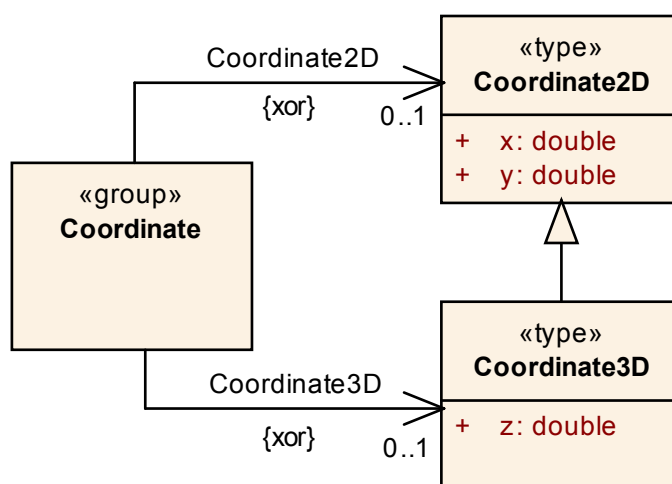 Coordinate2D
{xor}
0..1
«type»
Coordinate2D
+ x: double
+ y: double
«group»
Coordinate
Coordinate3D
{xor}
0..1
«type»
Coordinate3D
+ z: double